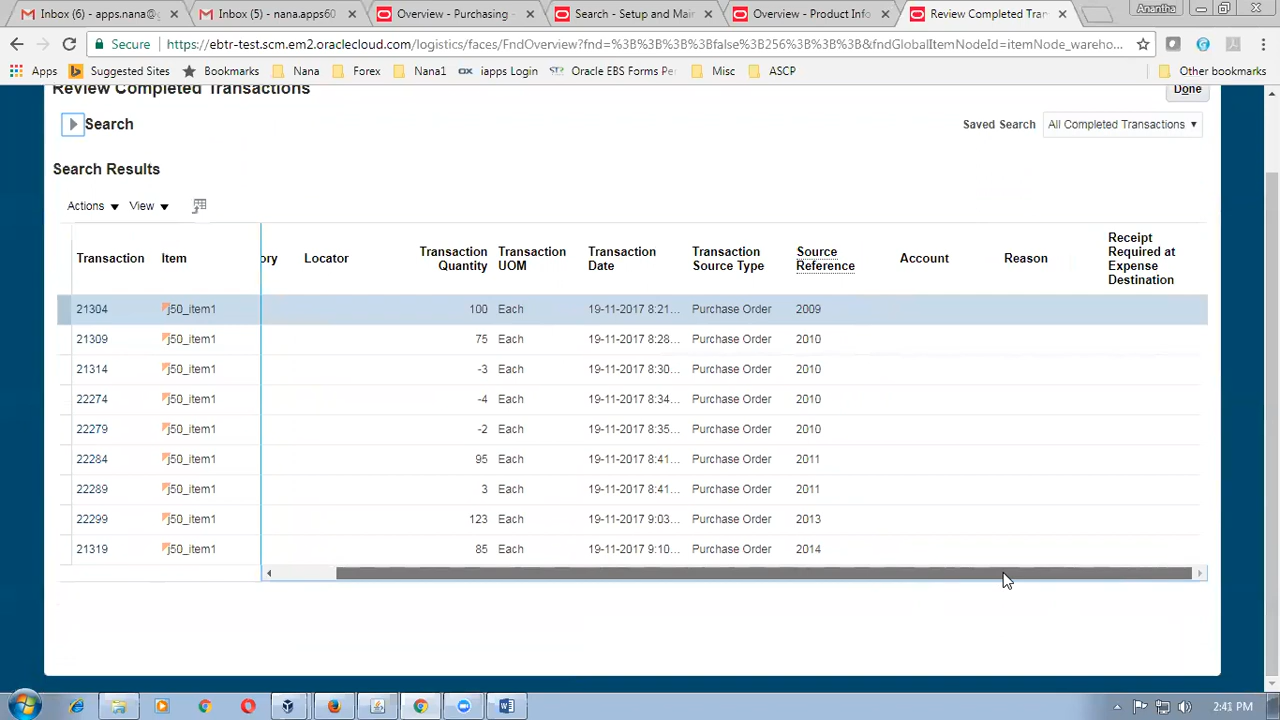 Inbox (6) - appsnana@g
Inbox (5) - nana.apps60
Overview - Purchasing -
Search - Setup and Main
Overview - Product Info
Review Completed Tran
Anantha
Secure
https://ebtr-test.scm.em2.oraclecloud.com/logistics/faces/FndOverview?fnd=%3B%3B%3B%3Bfalse%3B256%3B%3B%3B&fndGlobalItemNodeId=itemNode_wareho...
Apps
Suggested Sites
Bookmarks
Nana
Forex
Nana1
iapps Login
Oracle EBS Forms Per
Misc
ASCP
Other bookmarks
Review Completed Transactions
Done
Search
Saved Search
All Completed Transactions
Search Results
Actions
View
Transaction Item ory Locator Transaction Quantity Transaction UOM Transaction Date Transaction Source Type Source Reference Account Reason Receipt Required at Expense Destination
21304 j50_item1 100 Each 19-11-2017 8:21... Purchase Order 2009
21309 j50_item1 75 Each 19-11-2017 8:28... Purchase Order 2010
21314 j50_item1 -3 Each 19-11-2017 8:30... Purchase Order 2010
22274 j50_item1 -4 Each 19-11-2017 8:34... Purchase Order 2010
22279 j50_item1 -2 Each 19-11-2017 8:35... Purchase Order 2010
22284 j50_item1 95 Each 19-11-2017 8:41... Purchase Order 2011
22289 j50_item1 3 Each 19-11-2017 8:41... Purchase Order 2011
22299 j50_item1 123 Each 19-11-2017 9:03... Purchase Order 2013
21319 j50_item1 85 Each 19-11-2017 9:10... Purchase Order 2014
2:41 PM